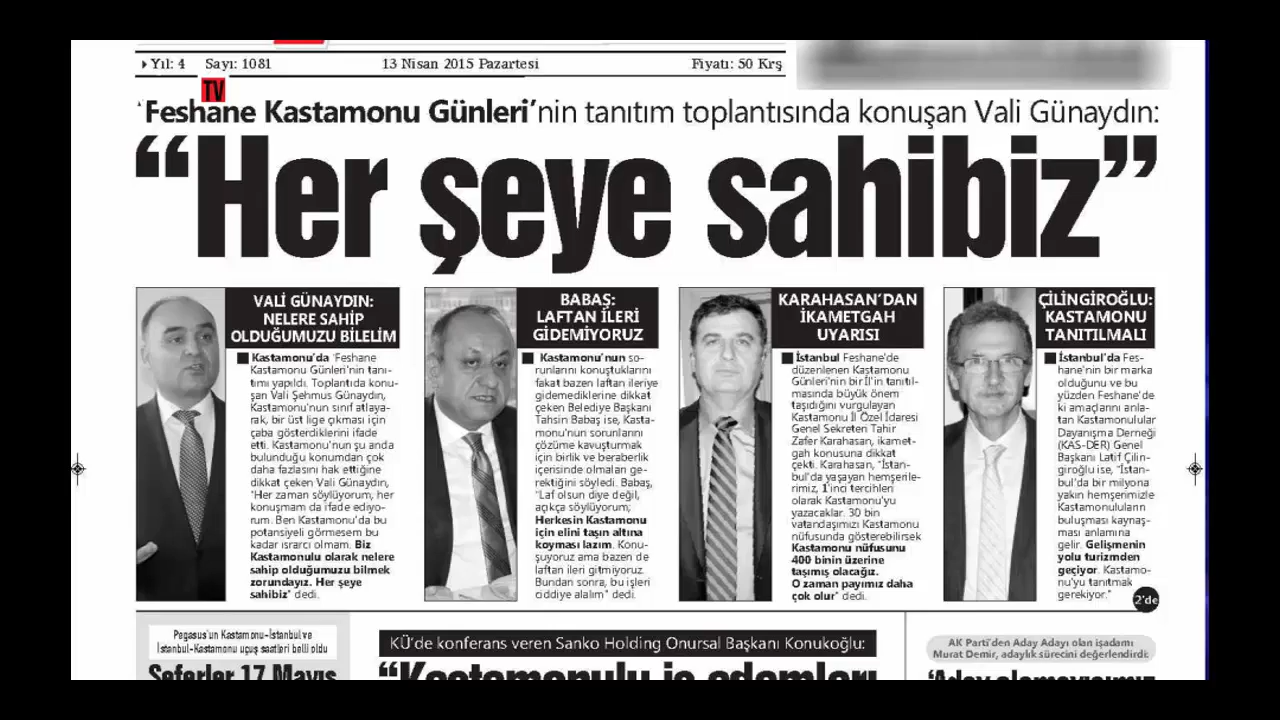 Yıl: 4 Sayı: 1081 13 Nisan 2015 Pazartesi Fiyatı: 50 Krş
TV
'Feshane Kastamonu Günleri'nin tanıtım toplantısında konuşan Vali Günaydın:
“Her şeye sahibiz”
VALİ GÜNAYDIN:
NELERE SAHİP
OLDUĞUMUZU BİLELİM
Kastamonu'da 'Feshane
Kastamonu Günleri'nin tanı-
tımı yapıldı. Toplantıda konu-
şan Vali Şehmus Günaydın,
Kastamonu'nun sınıf atlaya-
rak, bir üst lige çıkması için
çaba gösterdiklerini ifade
etti. Kastamonu'nun şu anda
bulunduğu konumdan çok
daha fazlasını hak ettiğine
dikkat çeken Vali Günaydın,
"Her zaman söylüyorum, her
konuşmam da ifade ediyo-
rum. Ben Kastamonu'da bu
potansiyeli görmesem bu
kadar ısrarcı olmam. Biz
Kastamonulu olarak nelere
sahip olduğumuzu bilmek
zorundayız. Her şeye
sahibiz" dedi.
BABAŞ:
LAFTAN İLERİ
GİDEMİYORUZ
Kastamonu'nun so-
runlarını konuştuklarını
fakat bazen laftan ileriye
gidemediklerine dikkat
çeken Belediye Başkanı
Tahsin Babaş ise, Kasta-
monu'nun sorunlarını
çözüme kavuşturmak
için birlik ve beraberlik
içerisinde olmaları ge-
rektiğini söyledi. Babaş,
"Laf olsun diye değil,
açıkça söylüyorum;
Herkesin Kastamonu
için elini taşın altına
koyması lazım. Konu-
şuyoruz ama bazen de
laftan ileri gitmiyoruz.
Bundan sonra, bu işleri
ciddiye alalım" dedi.
KARAHASAN'DAN
İKAMETGAH
UYARISI
İstanbul Feshane'de
düzenlenen Kastamonu
Günleri'nin bir İl'in tanıtıl-
masında büyük önem
taşıdığını vurgulayan
Kastamonu İl Özel İdaresi
Genel Sekreteri Tahir
Zafer Karahasan, ikamet-
gah konusuna dikkat
çekti. Karahasan, "İstan-
bul'da yaşayan hemşerile-
rimiz, 1'inci tercihleri
olarak Kastamonu'yu
yazacaklar. 30 bin
vatandaşımızı Kastamonu
nüfusunda gösterebilirsek
Kastamonu nüfusunu
400 binin üzerine
taşımış olacağız.
O zaman payımız daha
çok olur" dedi.
ÇİLİNGİROĞLU:
KASTAMONU
TANITILMALI
İstanbul'da Fes-
hane'nin bir marka
olduğunu ve bu
yüzden Feshane'de
ki amaçlarını anla-
tan Kastamonulular
Dayanışma Derneği
(KAS-DER) Genel
Başkanı Latif Çilin-
giroğlu ise, "İstan-
bul'da bir milyona
yakın hemşerimizle
Kastamonuluların
buluşması kaynaş-
ması anlamına
gelir. Gelişmenin
yolu turizmden
geçiyor. Kastamo-
nu'yu tanıtmak
gerekiyor."
2'de
Pegasus'un Kastamonu-İstanbul ve
İstanbul-Kastamonu uçuş saatleri belli oldu
Seferler 17 Mayıs
KÜ'de konferans veren Sanko Holding Onursal Başkanı Konukoğlu:
“Kastamonulu iş adamları
AK Parti'den Aday Adayı olan işadamı
Murat Demir, adaylık sürecini değerlendirdi:
'Aday olamayışımız